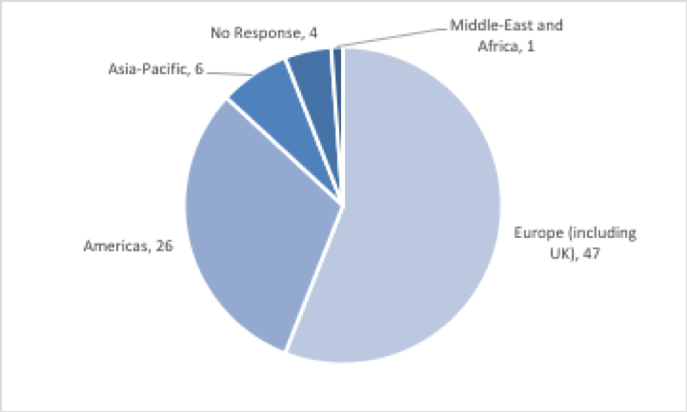 No Response, 4
Middle-East and
Africa, 1
Asia-Pacific, 6
Americas, 26
Europe (including
UK), 47